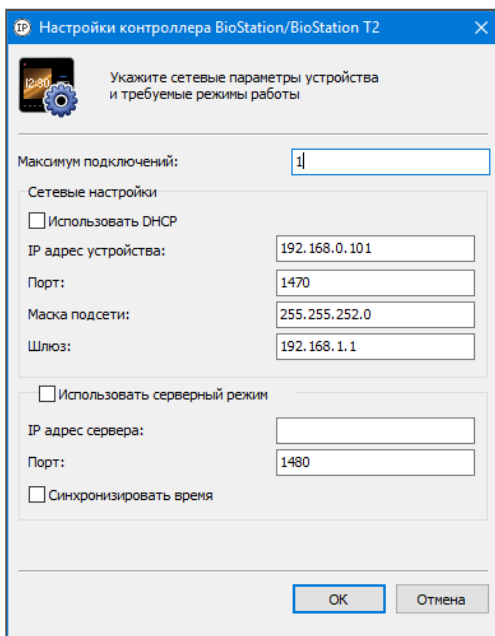 IP Настройки контроллера BioStation/BioStation T2
12:30
Укажите сетевые параметры устройства
и требуемые режимы работы
Максимум подключений: 1
Сетевые настройки
Использовать DHCP
IP адрес устройства: 192.168.0.101
Порт: 1470
Маска подсети: 255.255.252.0
Шлюз: 192.168.1.1
Использовать серверный режим
IP адрес сервера:
Порт: 1480
Синхронизировать время
OK Отмена